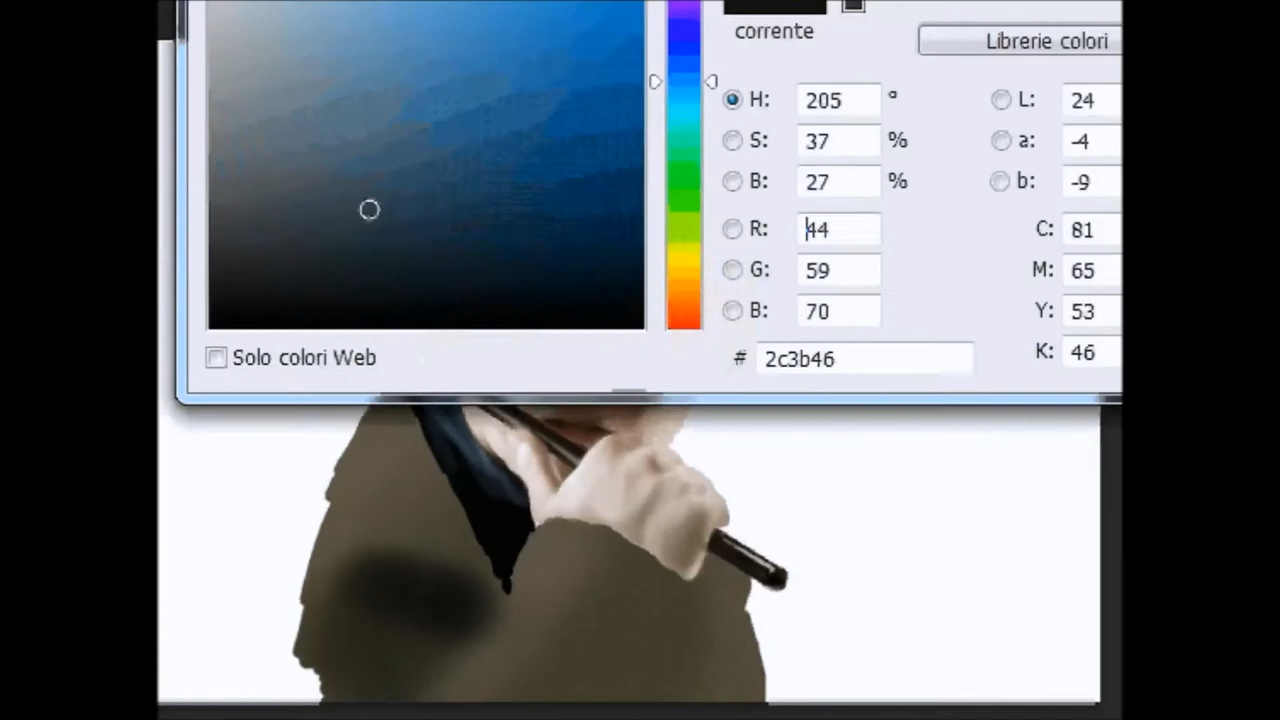 corrente
Librerie colori
H: 205 °
L: 24
S: 37 %
a: -4
B: 27 %
b: -9
R: 44
C: 81
G: 59
M: 65
B: 70
Y: 53
# 2c3b46
K: 46
Solo colori Web